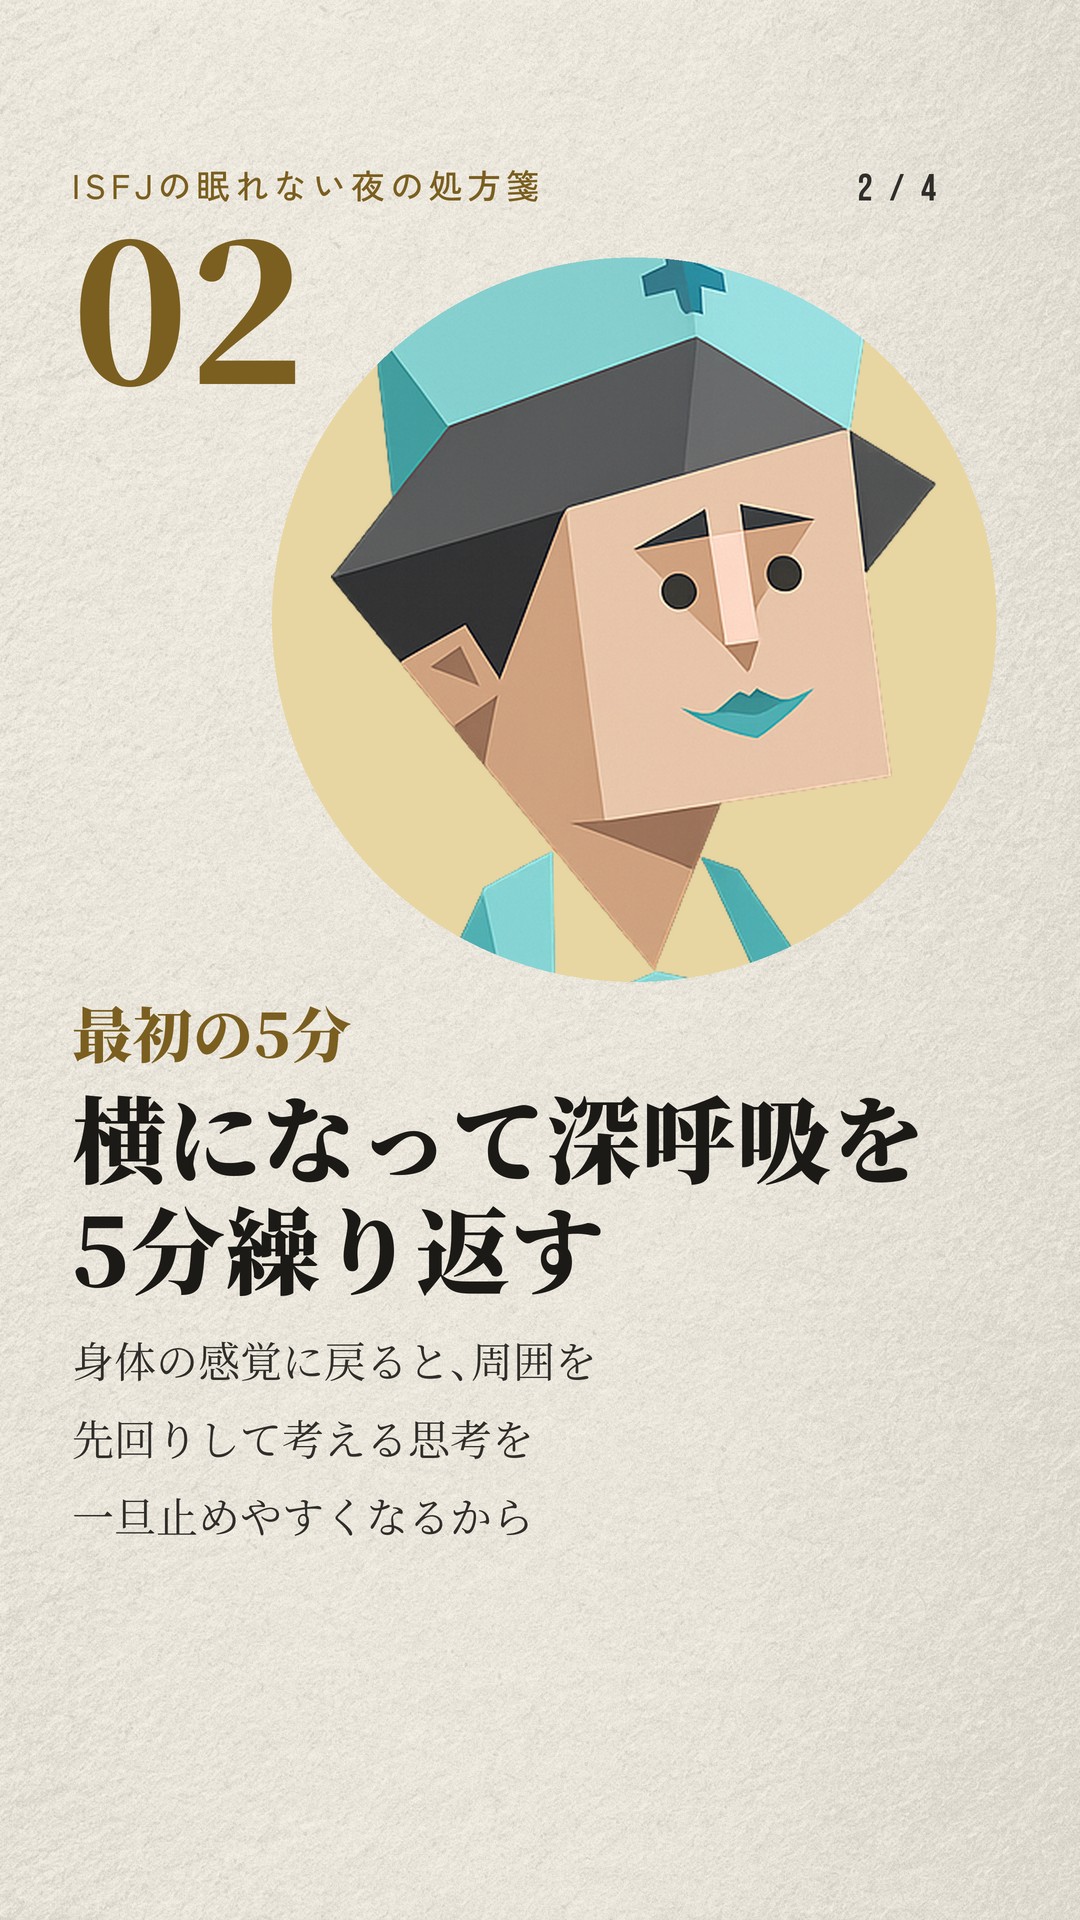 ISFJの眠れない夜の処方箋
2 / 4
02
最初の5分
横になって深呼吸を
5分繰り返す
身体の感覚に戻ると、周囲を
先回りして考える思考を
一旦止めやすくなるから